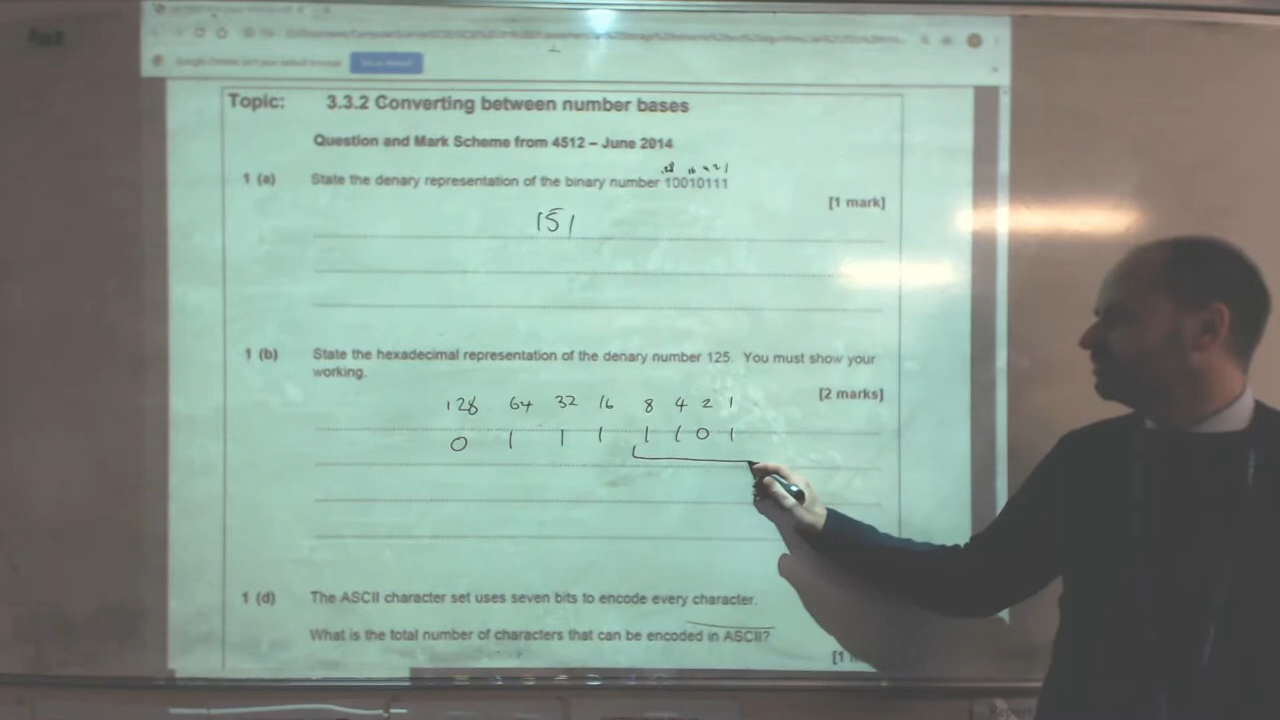 Topic: 3.3.2 Converting between number bases
Question and Mark Scheme from 4512 – June 2014
16 2 1
1 (a) State the denary representation of the binary number 10010111
[1 mark]
151
1 (b) State the hexadecimal representation of the denary number 125. You must show your
working.
[2 marks]
128 64 32 16 8 4 2 1
0 1 1 1 1 1 0 1
1 (d) The ASCII character set uses seven bits to encode every character.
What is the total number of characters that can be encoded in ASCII?
[1